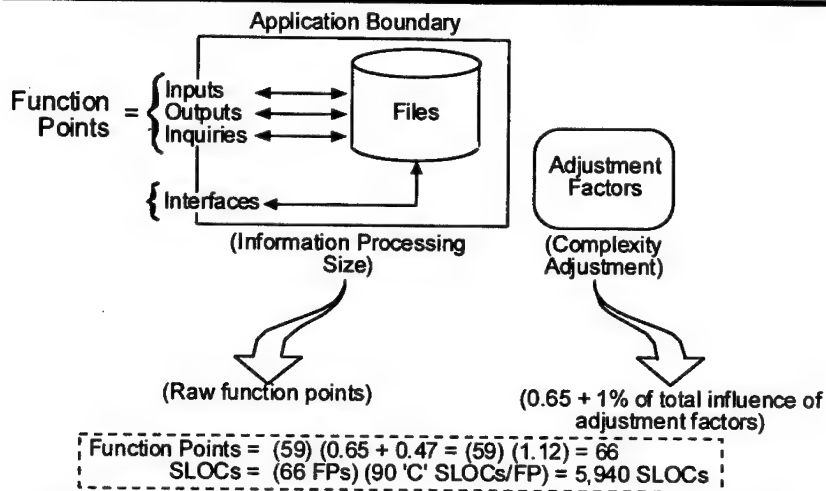 Application Boundary
Function Points = {
Inputs
Outputs
Inquiries
{ Interfaces
Files
Adjustment
Factors
(Information Processing
Size)
(Complexity
Adjustment)
(Raw function points)
(0.65 + 1% of total influence of
adjustment factors)
Function Points = (59) (0.65 + 0.47 = (59) (1.12) = 66
SLOCs = (66 FPs) (90 'C' SLOCs/FP) = 5,940 SLOCs